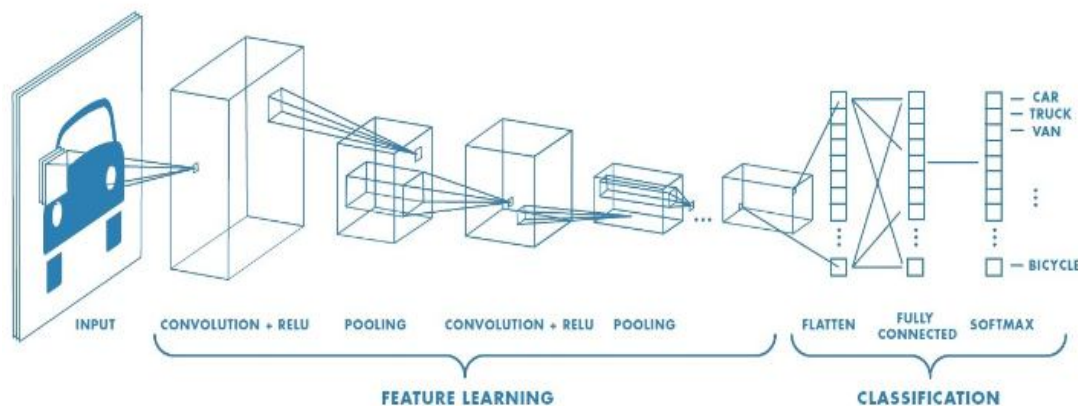 CAR
TRUCK
VAN
BICYCLE
INPUT
CONVOLUTION + RELU
POOLING
CONVOLUTION + RELU
POOLING
FLATTEN
FULLY
CONNECTED
SOFTMAX
FEATURE LEARNING
CLASSIFICATION